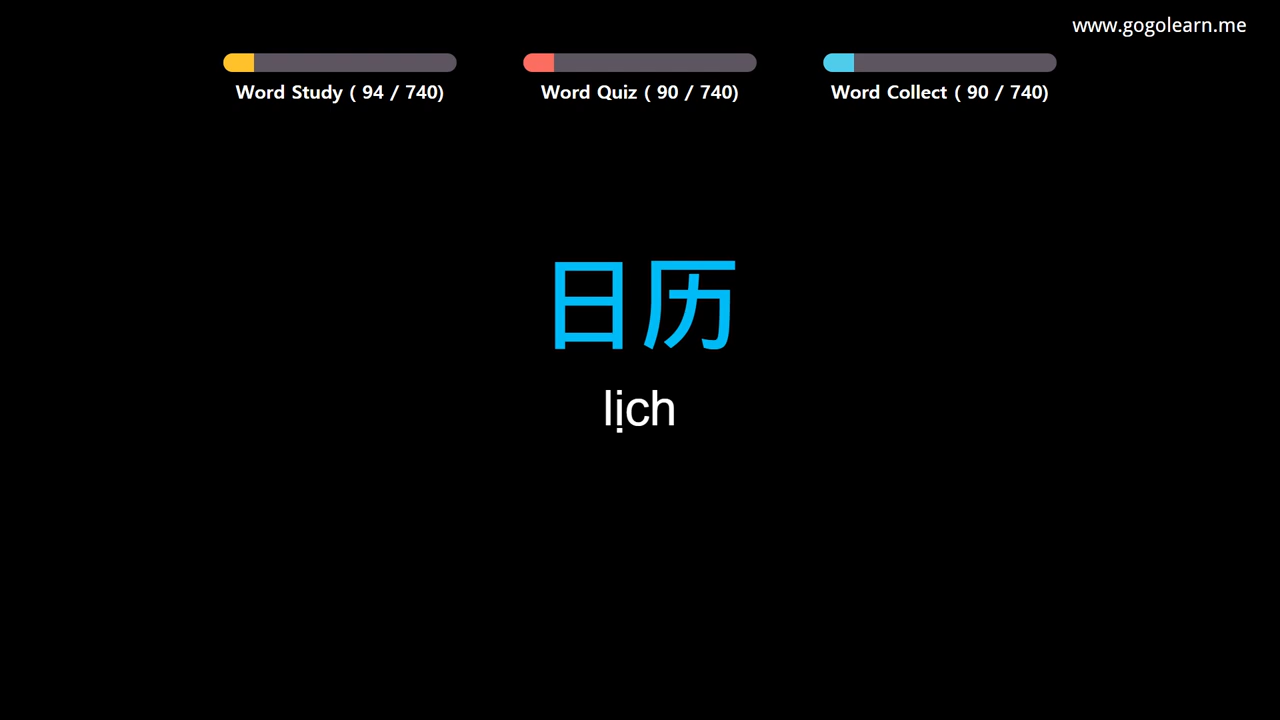 www.gogolearn.me
Word Study ( 94 / 740)
Word Quiz ( 90 / 740)
Word Collect ( 90 / 740)
日历
lịch